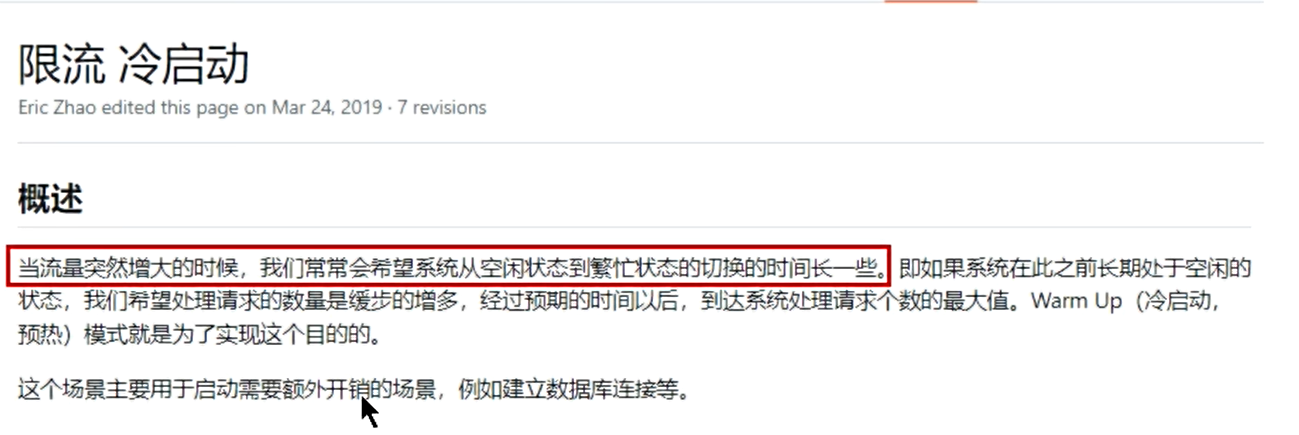 限流 冷启动
Eric Zhao edited this page on Mar 24, 2019 · 7 revisions
概述
当流量突然增大的时候，我们常常会希望系统从空闲状态到繁忙状态的切换的时间长一些。即如果系统在此之前长期处于空闲的
状态，我们希望处理请求的数量是缓步的增多，经过预期的时间以后，到达系统处理请求个数的最大值。Warm Up（冷启动，
预热）模式就是为了实现这个目的的。
这个场景主要用于启动需要额外开销的场景，例如建立数据库连接等。